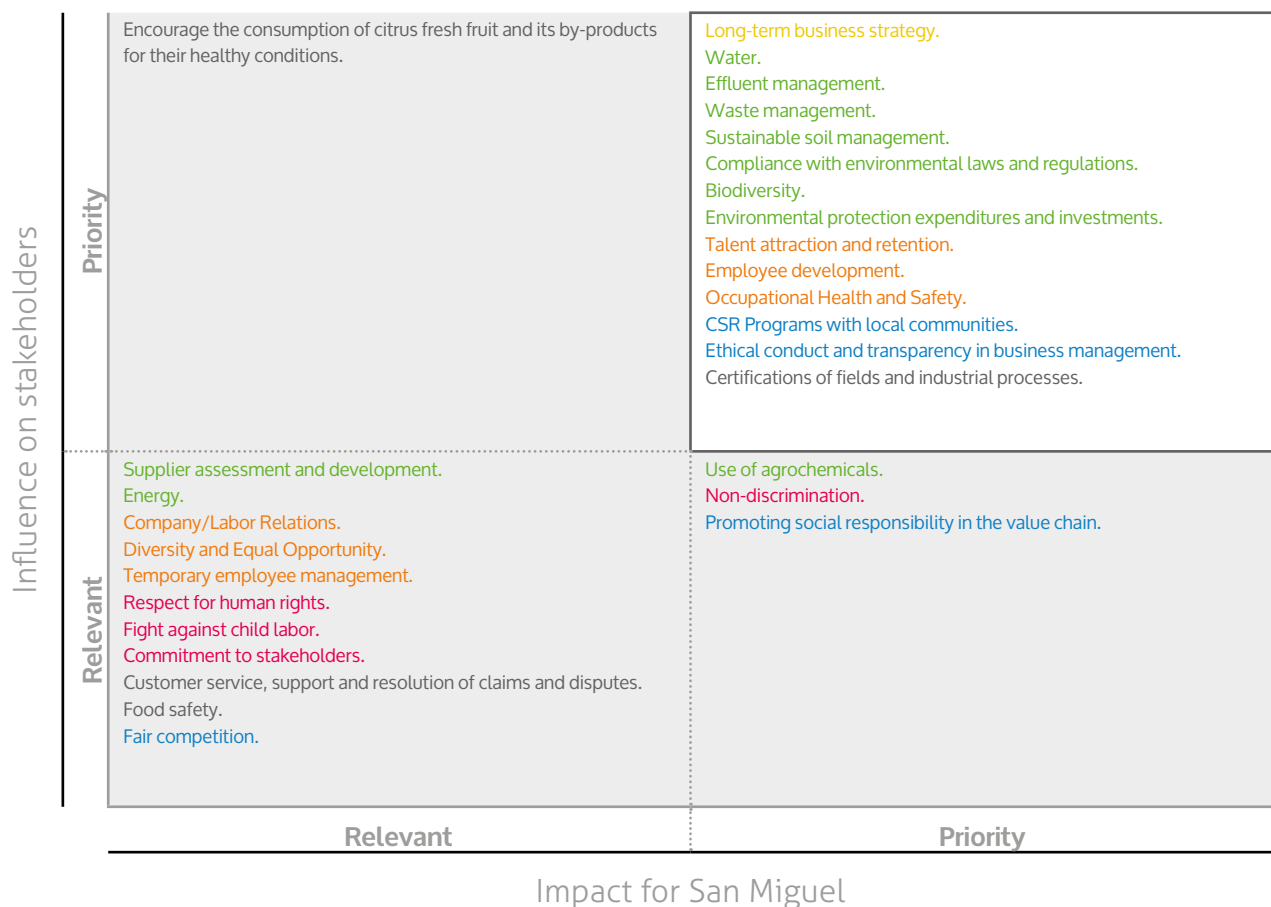 Encourage the consumption of citrus fresh fruit and its by-products
for their healthy conditions.
Long-term business strategy.
Water.
Effluent management.
Waste management.
Sustainable soil management.
Compliance with environmental laws and regulations.
Biodiversity.
Environmental protection expenditures and investments.
Talent attraction and retention.
Employee development.
Occupational Health and Safety.
CSR Programs with local communities.
Ethical conduct and transparency in business management.
Certifications of fields and industrial processes.
Influence on stakeholders
Priority
Relevant
Supplier assessment and development.
Energy.
Company/Labor Relations.
Diversity and Equal Opportunity.
Temporary employee management.
Respect for human rights.
Fight against child labor.
Commitment to stakeholders.
Customer service, support and resolution of claims and disputes.
Food safety.
Fair competition.
Use of agrochemicals.
Non-discrimination.
Promoting social responsibility in the value chain.
Relevant
Priority
Impact for San Miguel